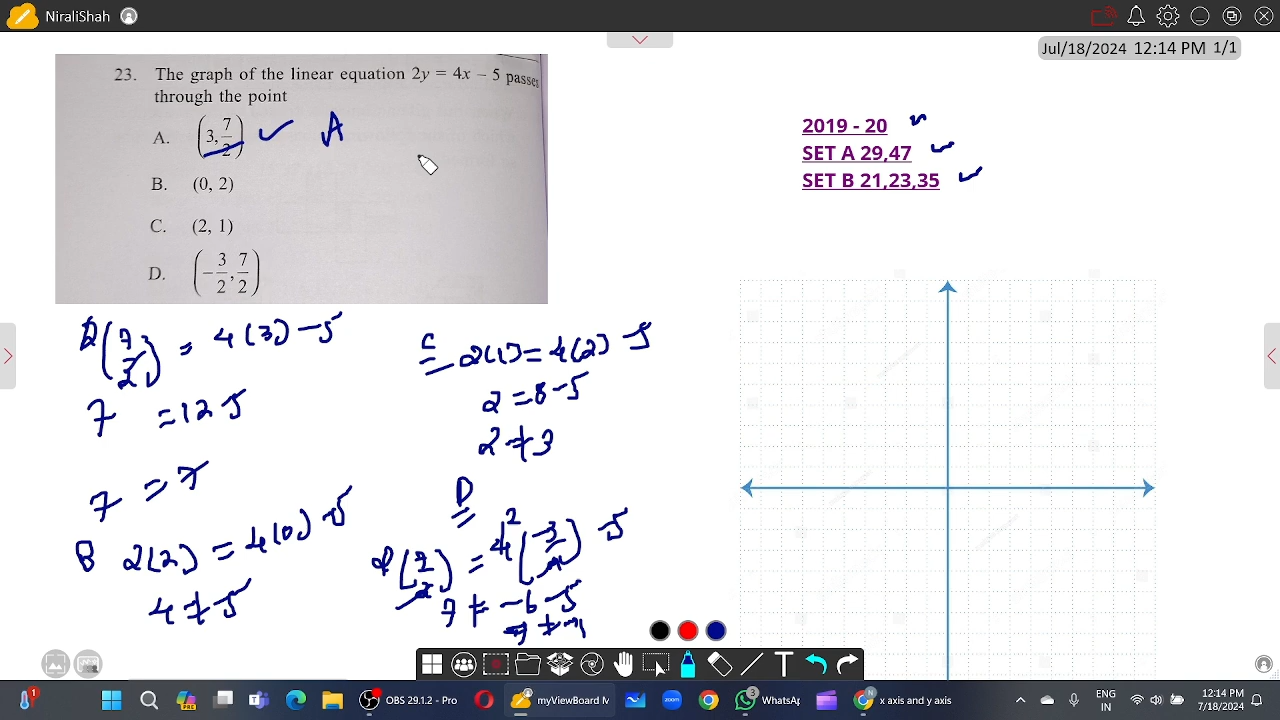 NiraliShah
Jul/18/2024 12:14 PM 1/1
23. The graph of the linear equation 2y = 4x – 5 passes
through the point
A. (3, 7/2) ✓ A
B. (0, 2)
C. (2, 1)
D. (–3/2, 7/2)
2019 - 20
SET A 29,47
SET B 21,23,35
2(7/2) = 4(3) –5
7 = 12 –5
7 = 7
B 2(2) = 4(0) –5
4 ≠ –5
C 2(1) = 4(2) –5
2 = 8 –5
2 ≠ 3
D
2(7/2) = 4(–3/2) –5
7 ≠ –6 –5
7 ≠ –11
OBS 29.1.2 - Pro
myViewBoard M
WhatsAp
x axis and y axis
ENG
IN
12:14 PM
7/18/2024